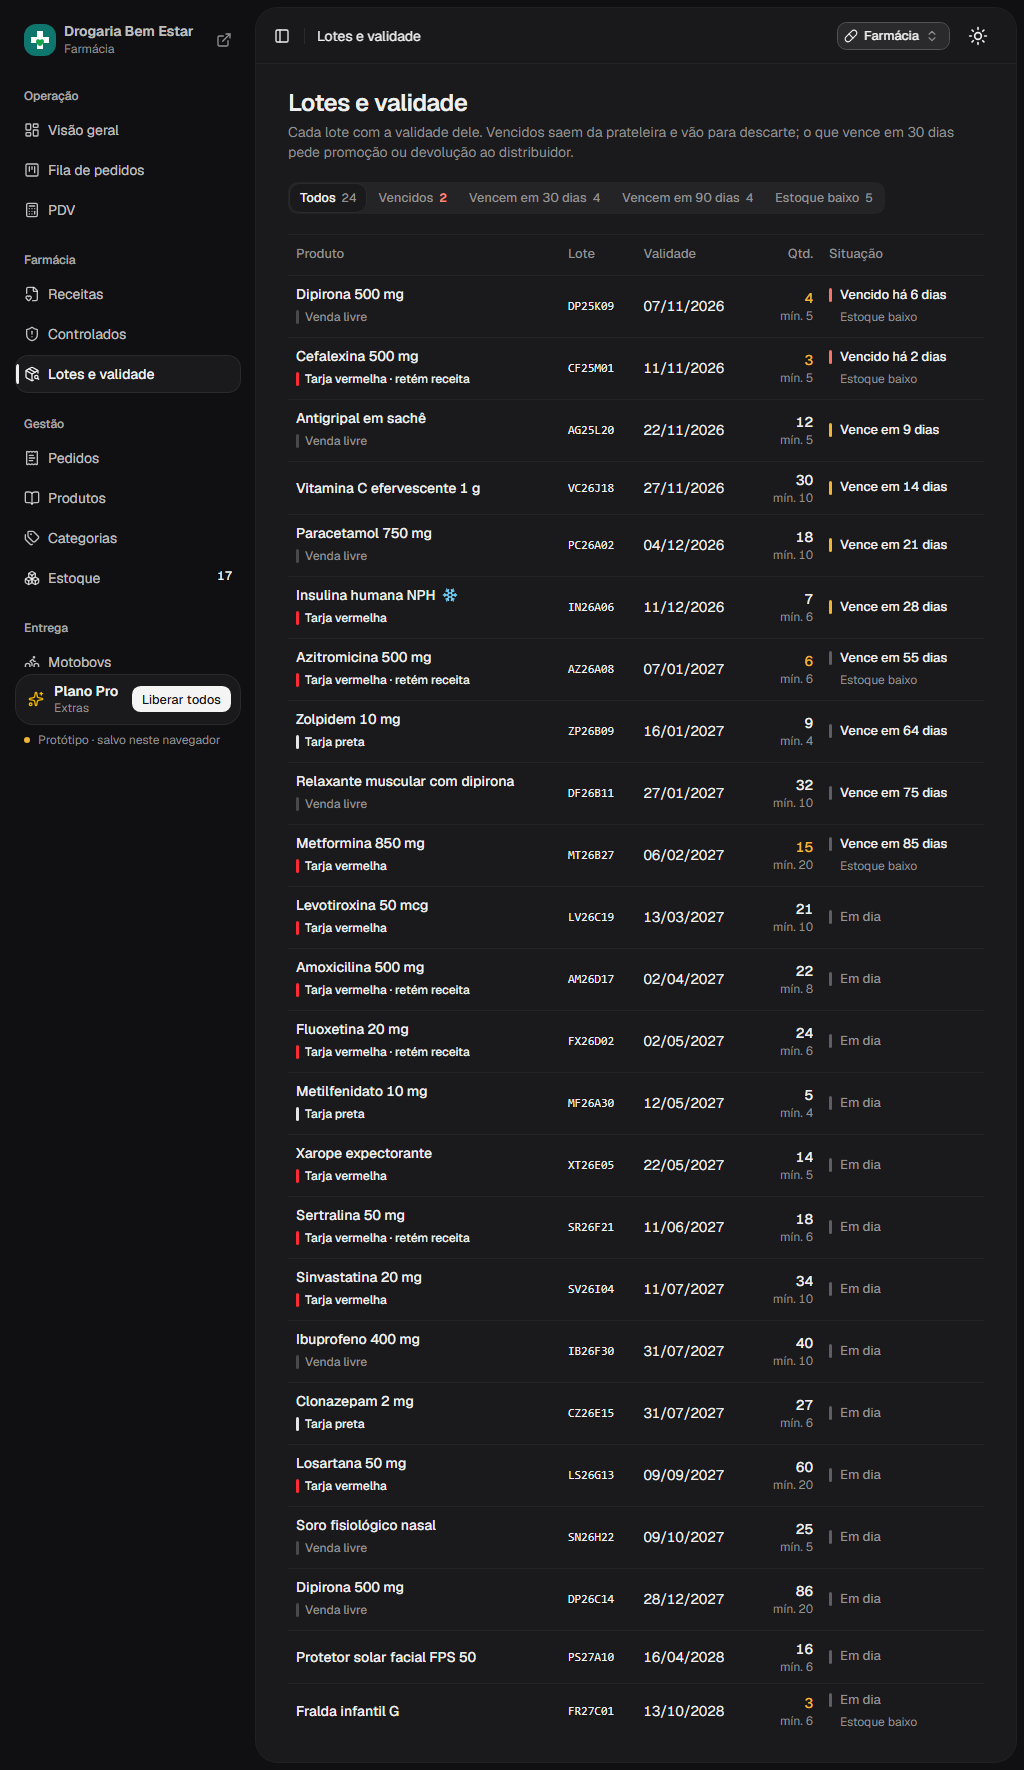 Drogaria Bem Estar
Farmácia
Operação
Visão geral
Fila de pedidos
PDV
Farmácia
Receitas
Controlados
Lotes e validade
Gestão
Pedidos
Produtos
Categorias
Estoque 17
Entrega
Motoboys
Plano Pro
Extras
Liberar todos
Protótipo · salvo neste navegador
Lotes e validade
Farmácia
Lotes e validade
Cada lote com a validade dele. Vencidos saem da prateleira e vão para descarte; o que vence em 30 dias
pede promoção ou devolução ao distribuidor.
Todos 24 Vencidos 2 Vencem em 30 dias 4 Vencem em 90 dias 4 Estoque baixo 5
Produto Lote Validade Qtd. Situação
Dipirona 500 mg
Venda livre
DP25K09 07/11/2026
4
mín. 5
Vencido há 6 dias
Estoque baixo
Cefalexina 500 mg
Tarja vermelha · retém receita
CF25M01 11/11/2026
3
mín. 5
Vencido há 2 dias
Estoque baixo
Antigripal em sachê
Venda livre
AG25L20 22/11/2026
12
mín. 5
Vence em 9 dias
Vitamina C efervescente 1 g
VC26J18 27/11/2026
30
mín. 10
Vence em 14 dias
Paracetamol 750 mg
Venda livre
PC26A02 04/12/2026
18
mín. 10
Vence em 21 dias
Insulina humana NPH
Tarja vermelha
IN26A06 11/12/2026
7
mín. 6
Vence em 28 dias
Azitromicina 500 mg
Tarja vermelha · retém receita
AZ26A08 07/01/2027
6
mín. 6
Vence em 55 dias
Estoque baixo
Zolpidem 10 mg
Tarja preta
ZP26B09 16/01/2027
9
mín. 4
Vence em 64 dias
Relaxante muscular com dipirona
Venda livre
DF26B11 27/01/2027
32
mín. 10
Vence em 75 dias
Metformina 850 mg
Tarja vermelha
MT26B27 06/02/2027
15
mín. 20
Vence em 85 dias
Estoque baixo
Levotiroxina 50 mcg
Tarja vermelha
LV26C19 13/03/2027
21
mín. 10
Em dia
Amoxicilina 500 mg
Tarja vermelha · retém receita
AM26D17 02/04/2027
22
mín. 8
Em dia
Fluoxetina 20 mg
Tarja vermelha · retém receita
FX26D02 02/05/2027
24
mín. 6
Em dia
Metilfenidato 10 mg
Tarja preta
MF26A30 12/05/2027
5
mín. 4
Em dia
Xarope expectorante
Tarja vermelha
XT26E05 22/05/2027
14
mín. 5
Em dia
Sertralina 50 mg
Tarja vermelha · retém receita
SR26F21 11/06/2027
18
mín. 6
Em dia
Sinvastatina 20 mg
Tarja vermelha
SV26I04 11/07/2027
34
mín. 10
Em dia
Ibuprofeno 400 mg
Venda livre
IB26F30 31/07/2027
40
mín. 10
Em dia
Clonazepam 2 mg
Tarja preta
CZ26E15 31/07/2027
27
mín. 6
Em dia
Losartana 50 mg
Tarja vermelha
LS26G13 09/09/2027
60
mín. 20
Em dia
Soro fisiológico nasal
Venda livre
SN26H22 09/10/2027
25
mín. 5
Em dia
Dipirona 500 mg
Venda livre
DP26C14 28/12/2027
86
mín. 20
Em dia
Protetor solar facial FPS 50
PS27A10 16/04/2028
16
mín. 6
Em dia
Fralda infantil G
FR27C01 13/10/2028
3
mín. 6
Em dia
Estoque baixo